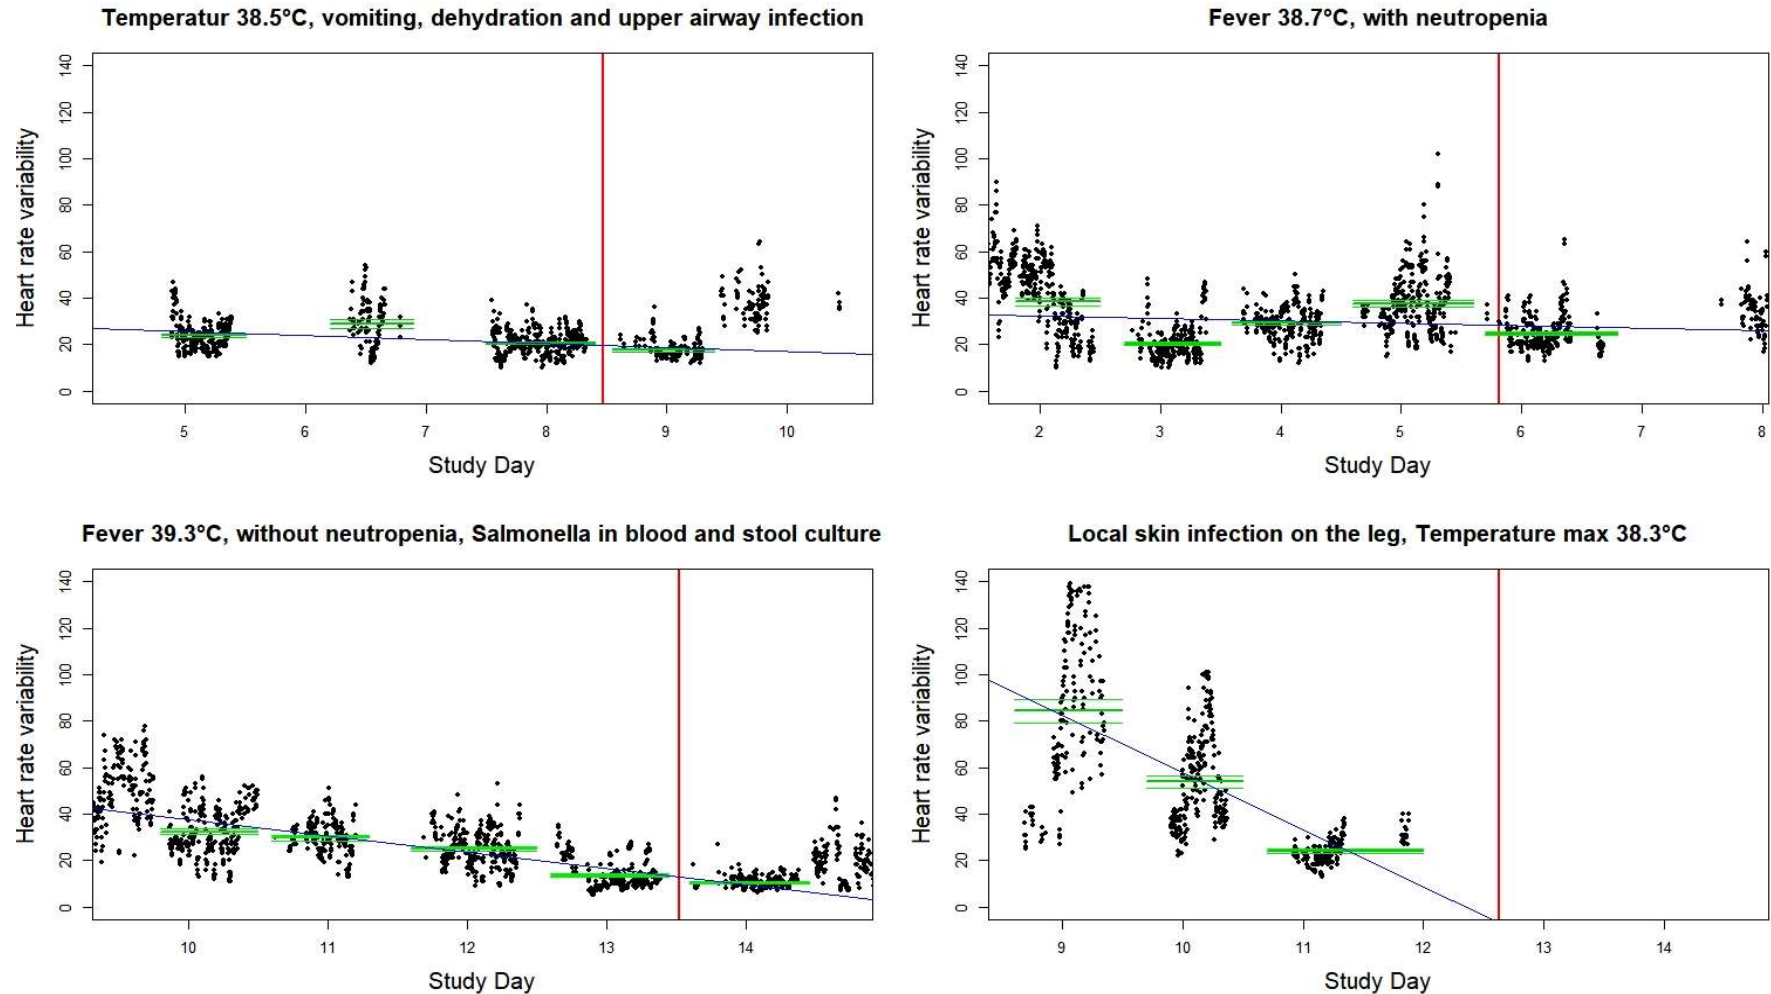 Temperatur 38.5°C, vomiting, dehydration and upper airway infection
Heart rate variability
0 20 40 60 80 100 120 140
5 6 7 8 9 10
Study Day
Fever 38.7°C, with neutropenia
Heart rate variability
0 20 40 60 80 100 120 140
2 3 4 5 6 7 8
Study Day
Fever 39.3°C, without neutropenia, Salmonella in blood and stool culture
Heart rate variability
0 20 40 60 80 100 120 140
10 11 12 13 14
Study Day
Local skin infection on the leg, Temperature max 38.3°C
Heart rate variability
0 20 40 60 80 100 120 140
9 10 11 12 13 14
Study Day